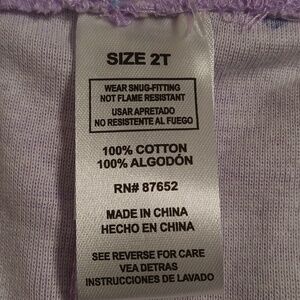 SIZE 2T
WEAR SNUG-FITTING
NOT FLAME RESISTANT
USAR APRETADO
NO RESISTENTE AL FUEGO
100% COTTON
100% ALGODÓN
RN# 87652
MADE IN CHINA
HECHO EN CHINA
SEE REVERSE FOR CARE
VEA DETRAS
INSTRUCCIONES DE LAVADO